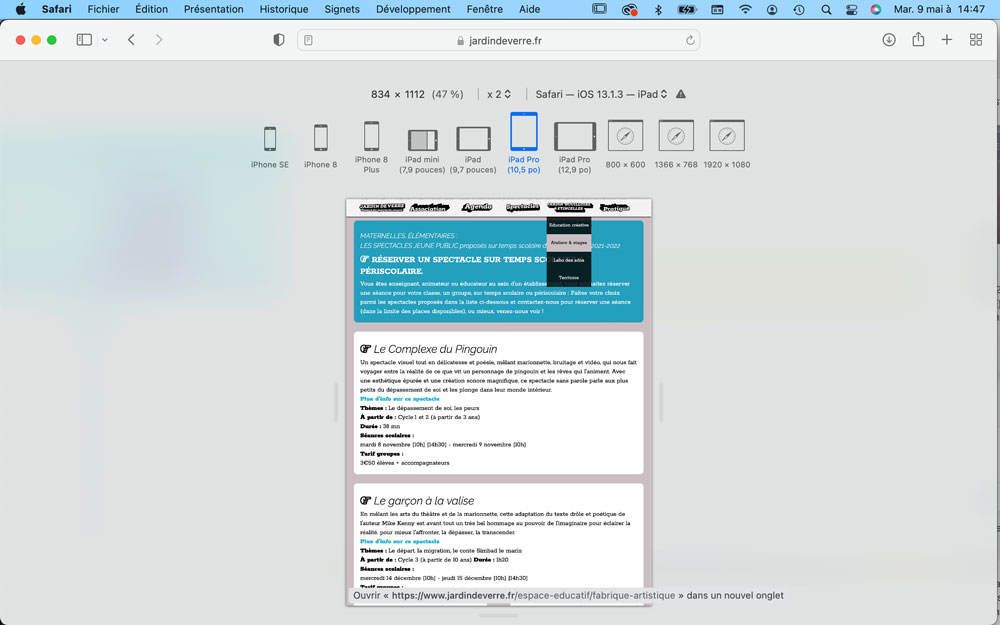 Safari Fichier Édition Présentation Historique Signets Développement Fenêtre Aide Mar. 9 mai à 14:47
jardindeverre.fr
834 × 1112 (47 %) x 2 Safari — iOS 13.1.3 — iPad
iPhone SE iPhone 8 iPhone 8 Plus iPad mini (7,9 pouces) iPad (9,7 pouces) iPad Pro (10,5 po) iPad Pro (12,9 po) 800 × 600 1366 × 768 1920 × 1080
JARDIN DE VERRE Association Agenda Spectacles Pratique
Education créative
Ateliers & stages
Labo des ados
Territoire
MATERNELLES, ÉLÉMENTAIRES :
LES SPECTACLES JEUNE PUBLIC proposés sur temps scolaire 2021-2022
RÉSERVER UN SPECTACLE SUR TEMPS
PÉRISCOLAIRE.
Vous êtes enseignant, animateur ou éducateur au sein d'un réserver
une séance pour votre classe, un groupe, sur temps scolaire ou périscolaire : Faites votre choix
parmi les spectacles proposés dans la liste ci-dessous et contactez-nous pour réserver une séance
(dans la limite des places disponibles), ou mieux, venez-nous voir !
Le Complexe du Pingouin
Un spectacle visuel tout en délicatesse et poésie, mêlant marionnette, bruitage et vidéo, qui nous fait
voyager entre la réalité de ce que vit un personnage de pingouin et les rêves qui l'animent. Avec
une esthétique épurée et une création sonore magnifique, ce spectacle sans parole parle aux plus
petits du dépassement de soi et les plonge dans leur monde intérieur.
Plus d'info sur ce spectacle
Thèmes : Le dépassement de soi, les peurs
À partir de : Cycle 1 et 2 (à partir de 3 ans)
Durée : 38 mn
Séances scolaires :
mardi 8 novembre [10h] [14h30] - mercredi 9 novembre [10h]
Tarif groupes :
3€50 élèves + accompagnateurs
Le garçon à la valise
En mêlant les arts du théâtre et de la marionnette, cette adaptation du texte drôle et poétique de
l'auteur Mike Kenny est avant tout un très bel hommage au pouvoir de l'imaginaire pour éclairer la
réalité, pour mieux l'affronter, la dépasser, la transcender.
Plus d'info sur ce spectacle
Thèmes : Le départ, la migration, le conte Simbad le marin
À partir de : Cycle 3 (à partir de 10 ans) Durée : 1h20
Séances scolaires :
mercredi 14 décembre [10h] - jeudi 15 décembre [10h] [14h30]
Tarif groupes :
Ouvrir « https://www.jardindeverre.fr/espace-educatif/fabrique-artistique » dans un nouvel onglet